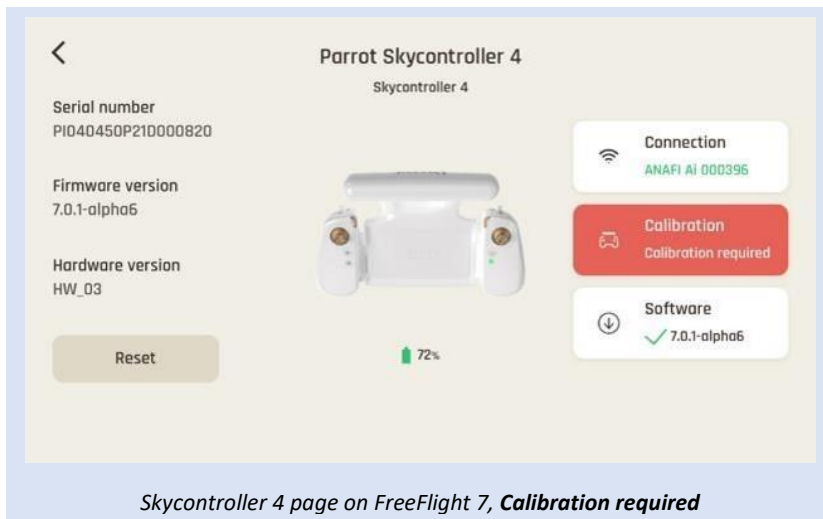 Parrot Skycontroller 4
Skycontroller 4
Serial number
PI040450P21D000820
Firmware version
7.0.1-alpha6
Hardware version
HW_03
Reset
72%
Connection
ANAFI Ai 000396
Calibration
Calibration required
Software
7.0.1-alpha6
Skycontroller 4 page on FreeFlight 7, Calibration required